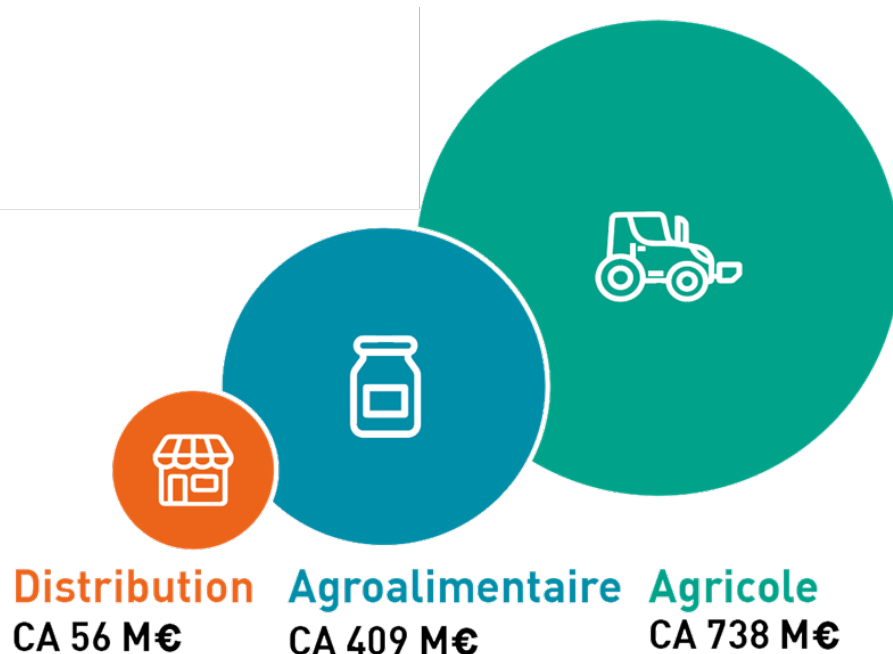 Distribution
CA 56 M€
Agroalimentaire
CA 409 M€
Agricole
CA 738 M€